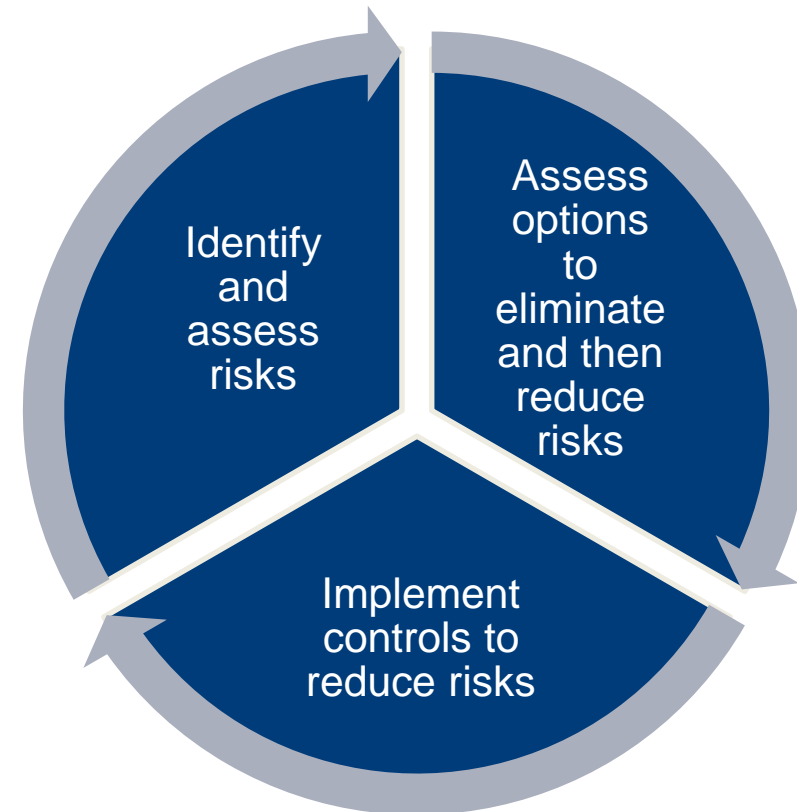 Identify
and
assess
risks
Assess
options
to
eliminate
and then
reduce
risks
Implement
controls to
reduce risks